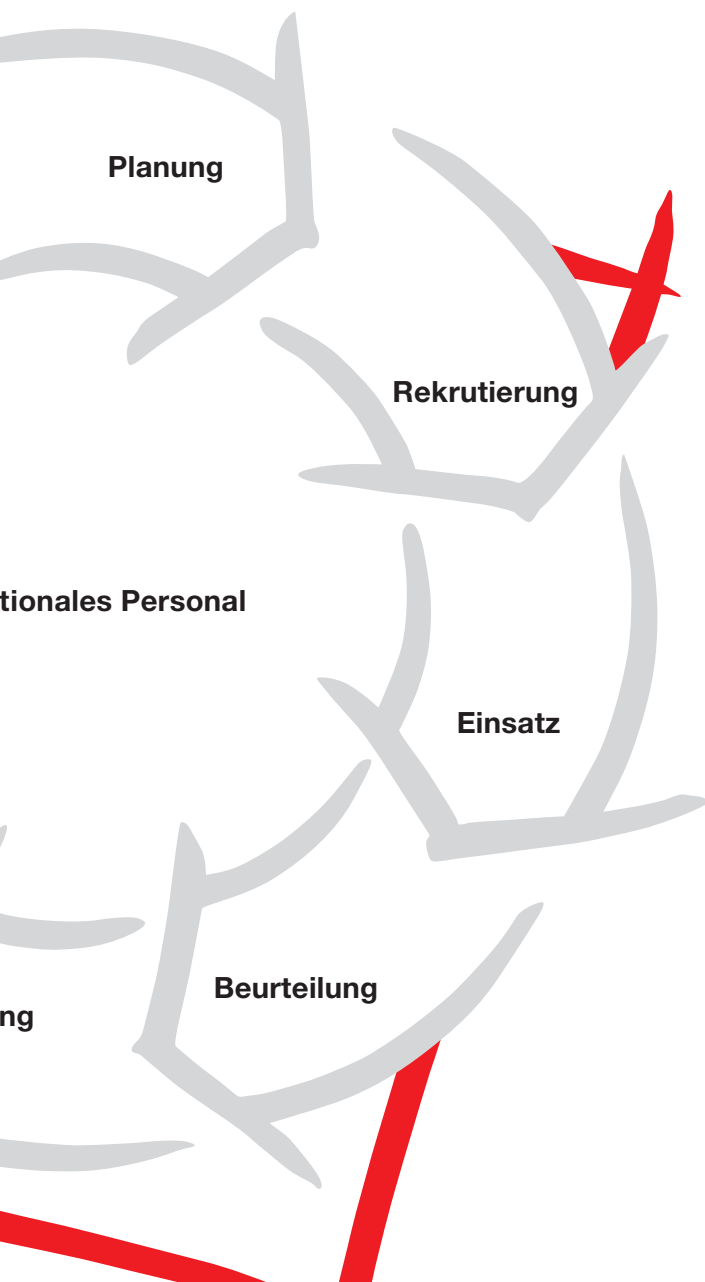 Planung
Rekrutierung
tionales Personal
Einsatz
Beurteilung
ng